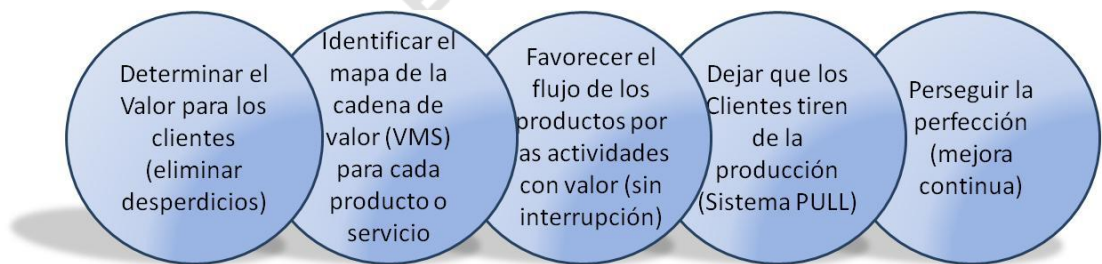 Determinar el
Valor para los
clientes
(eliminar
desperdicios)
Identificar el
mapa de la
cadena de
valor (VMS)
para cada
producto o
servicio
Favorecer el
flujo de los
productos por
as actividades
con valor (sin
interrupción)
Dejar que los
Clientes tiren
de la
producción
(Sistema PULL)
Perseguir la
perfección
(mejora
continua)